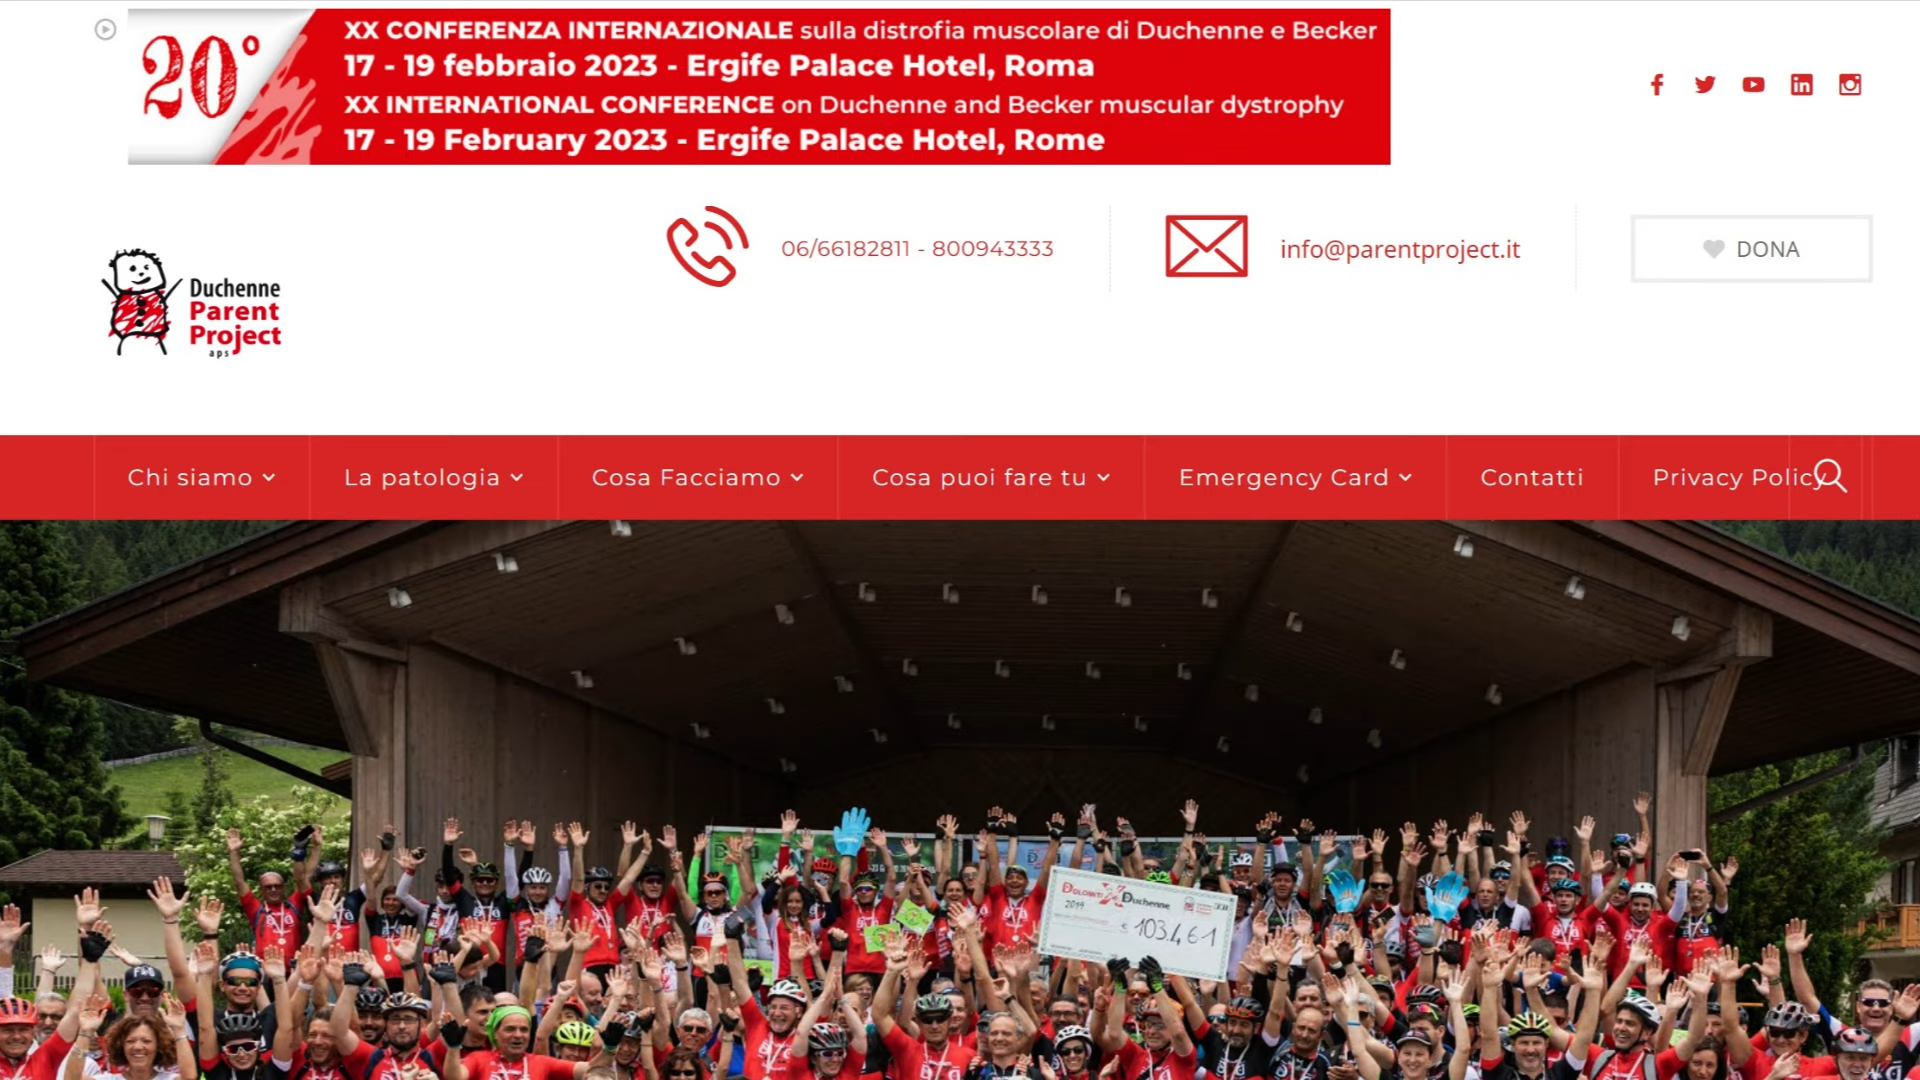 20°
XX CONFERENZA INTERNAZIONALE sulla distrofia muscolare di Duchenne e Becker
17 - 19 febbraio 2023 - Ergife Palace Hotel, Roma
XX INTERNATIONAL CONFERENCE on Duchenne and Becker muscular dystrophy
17 - 19 February 2023 - Ergife Palace Hotel, Rome
06/66182811 - 800943333
info@parentproject.it
DONA
Duchenne
Parent
Project
aps
Chi siamo
La patologia
Cosa Facciamo
Cosa puoi fare tu
Emergency Card
Contatti
Privacy Policy
Duchenne
2019
€ 103.461